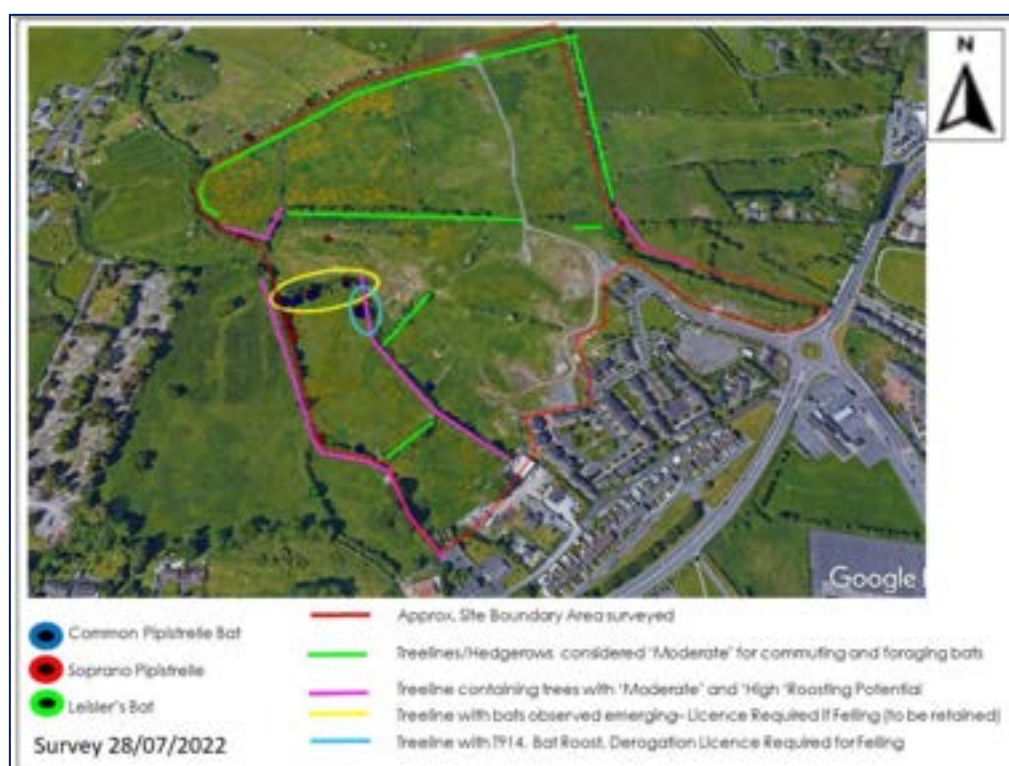 N
Google
Common Pipistrelle Bat
Soprano Pipistrelle
Leisler's Bat
Survey 28/07/2022
Approx. Site Boundary Area surveyed
Treelines/Hedgerows considered 'Moderate' for commuting and foraging bats
Treeline containing trees with 'Moderate' and 'High 'Roosting Potential
Treeline with bats observed emerging- Licence Required if Felling (to be retained)
Treeline with T914. Bat Roost, Derogation Licence Required for Felling